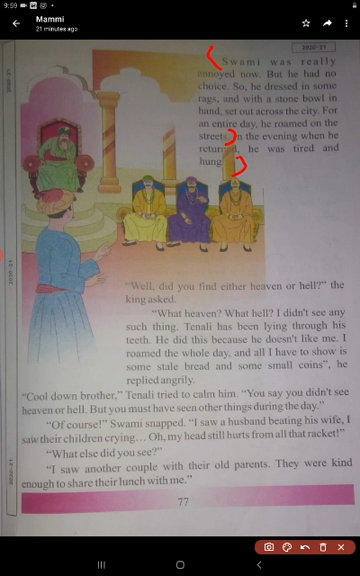 9:59
Mammi
21 minutes ago
2020-21
Swami was really
annoyed now. But he had no
choice. So, he dressed in some
rags, and with a stone bowl in
hand, set out across the city. For
an entire day, he roamed on the
streets. In the evening when he
returned, he was tired and
hung
"Well, did you find either heaven or hell?" the
king asked.
"What heaven? What hell? I didn't see any
such thing. Tenali has been lying through his
teeth. He did this because he doesn't like me. I
roamed the whole day, and all I have to show is
some stale bread and some small coins", he
replied angrily.
"Cool down brother," Tenali tried to calm him. "You say you didn't see
heaven or hell. But you must have seen other things during the day."
"Of course!" Swami snapped. "I saw a husband beating his wife, I
saw their children crying... Oh, my head still hurts from all that racket!"
"What else did you see?"
"I saw another couple with their old parents. They were kind
enough to share their lunch with me."
77